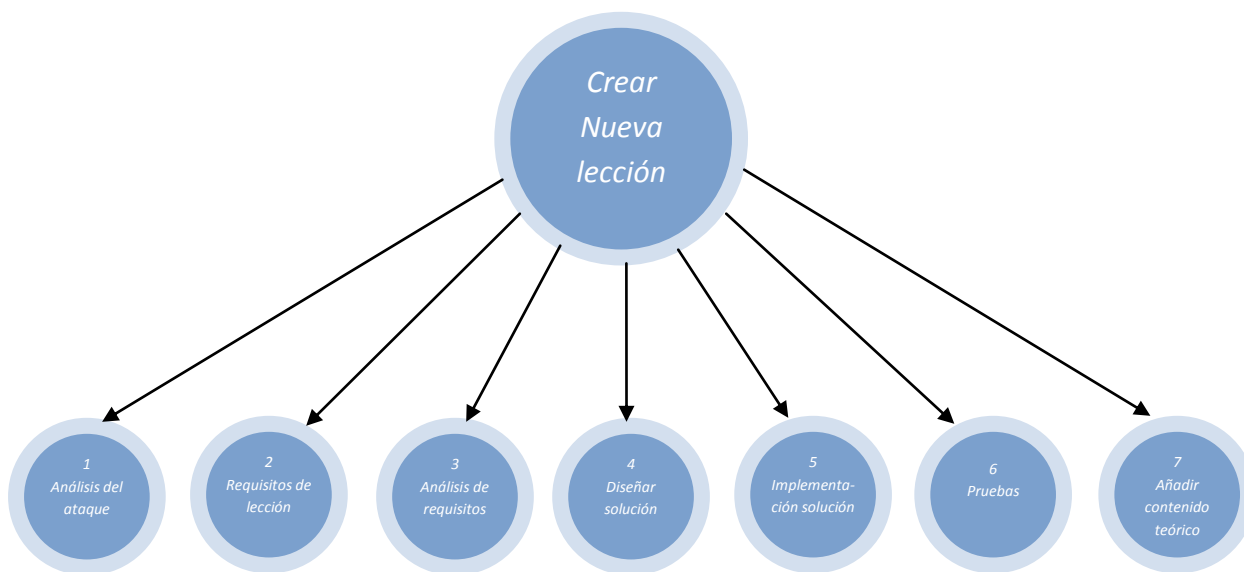 Crear
Nueva
lección
1
Análisis del
ataque
2
Requisitos de
lección
3
Análisis de
requisitos
4
Diseñar
solución
5
Implementa-
ción solución
6
Pruebas
7
Añadir
contenido
teórico